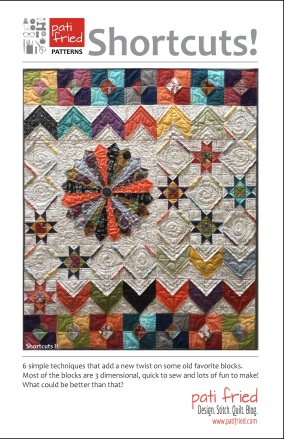 pati
fried
PATTERNS
Shortcuts!
Shortcuts II
6 simple techniques that add a new twist on some old favorite blocks.
Most of the blocks are 3 dimensional, quick to sew and lots of fun to make!
What could be better than that?
pati fried
Design. Stitch. Quilt. Blog.
www.patifried.com